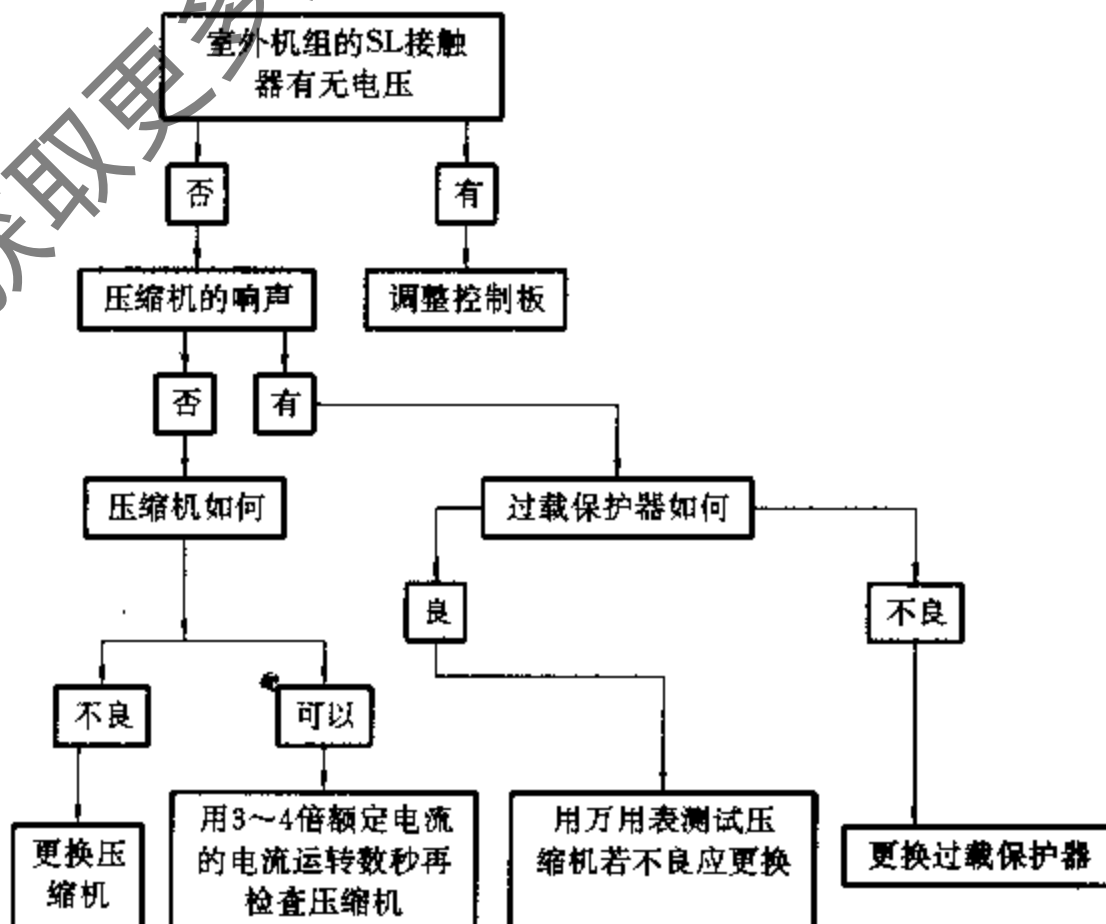 获取更多
室外机组的SL接触
器有无电压
否
有
压缩机的响声
调整控制板
否
有
压缩机如何
过载保护器如何
良
不良
不良
可以
更换压
缩机
用3～4倍额定电流
的电流运转数秒再
检查压缩机
用万用表测试压
缩机若不良应更换
更换过载保护器